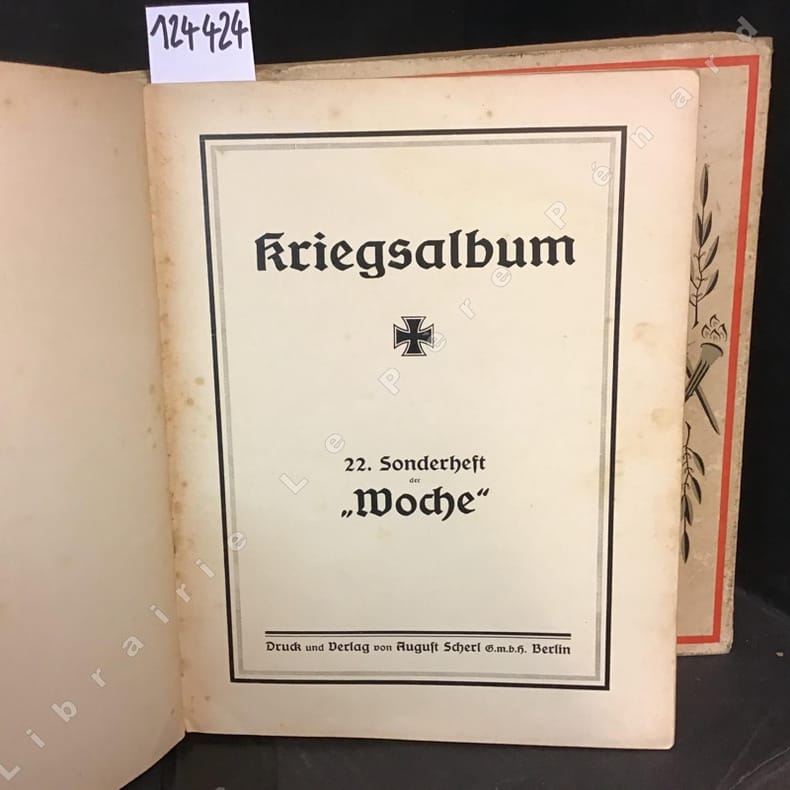 124424
Kriegsalbum
22. Sonderheft
der
„Woche“
Druck und Verlag von August Scherl G.m.b.H. Berlin
Librairie Le Père Pénard